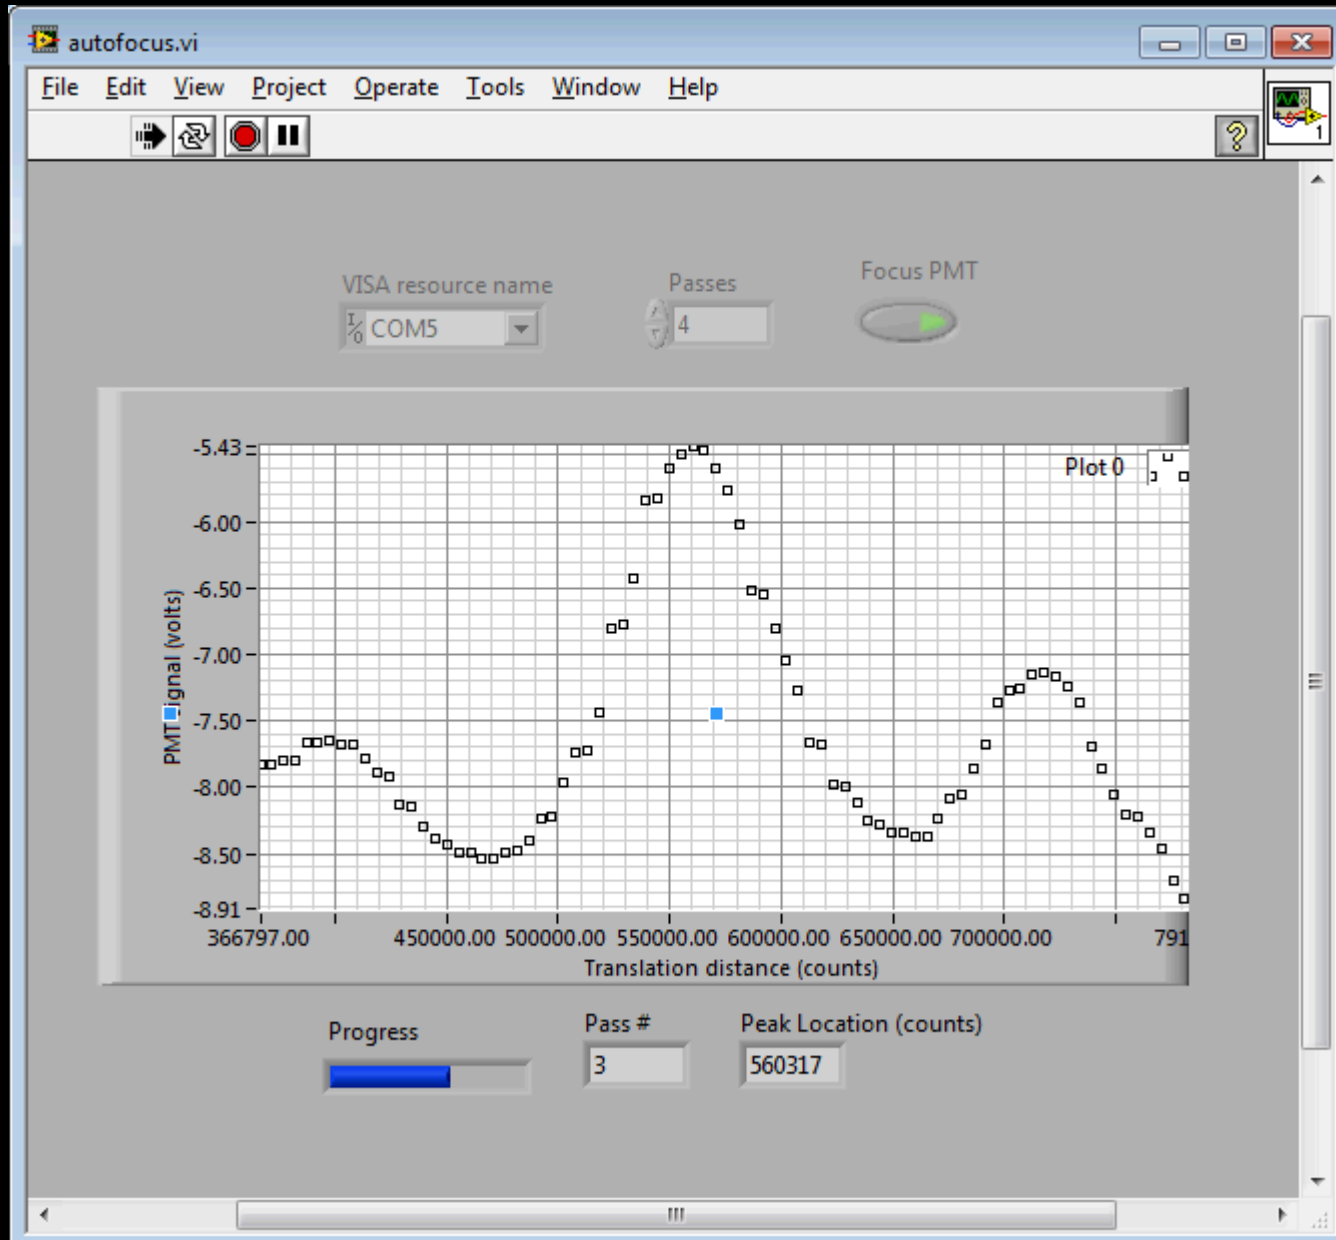 autofocus.vi
File Edit View Project Operate Tools Window Help
1
VISA resource name
I/O COM5
Passes
4
Focus PMT
Plot 0
PMT signal (volts)
-5.43
-6.00
-6.50
-7.00
-7.50
-8.00
-8.50
-8.91
366797.00 450000.00 500000.00 550000.00 600000.00 650000.00 700000.00 791
Translation distance (counts)
Progress
Pass #
3
Peak Location (counts)
560317